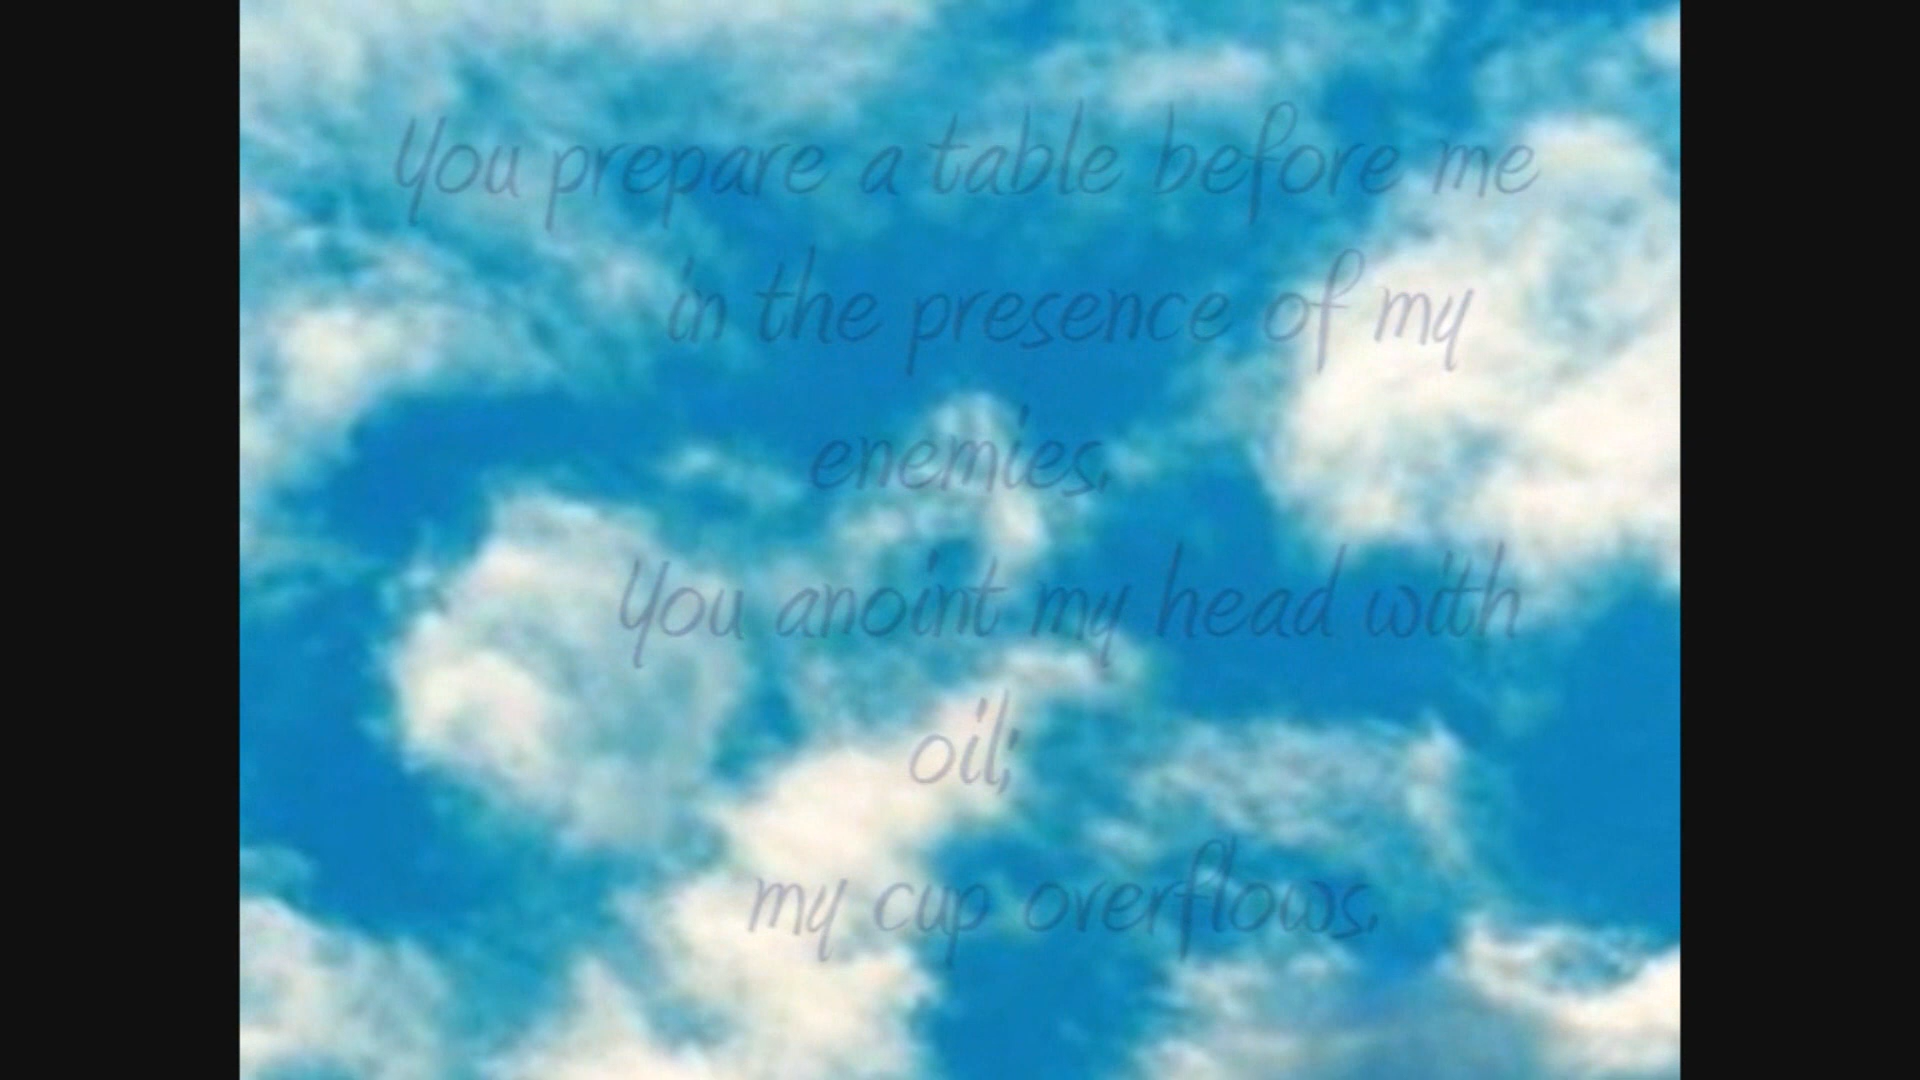 You prepare a table before me
in the presence of my
enemies.
You anoint my head with
oil;
my cup overflows.